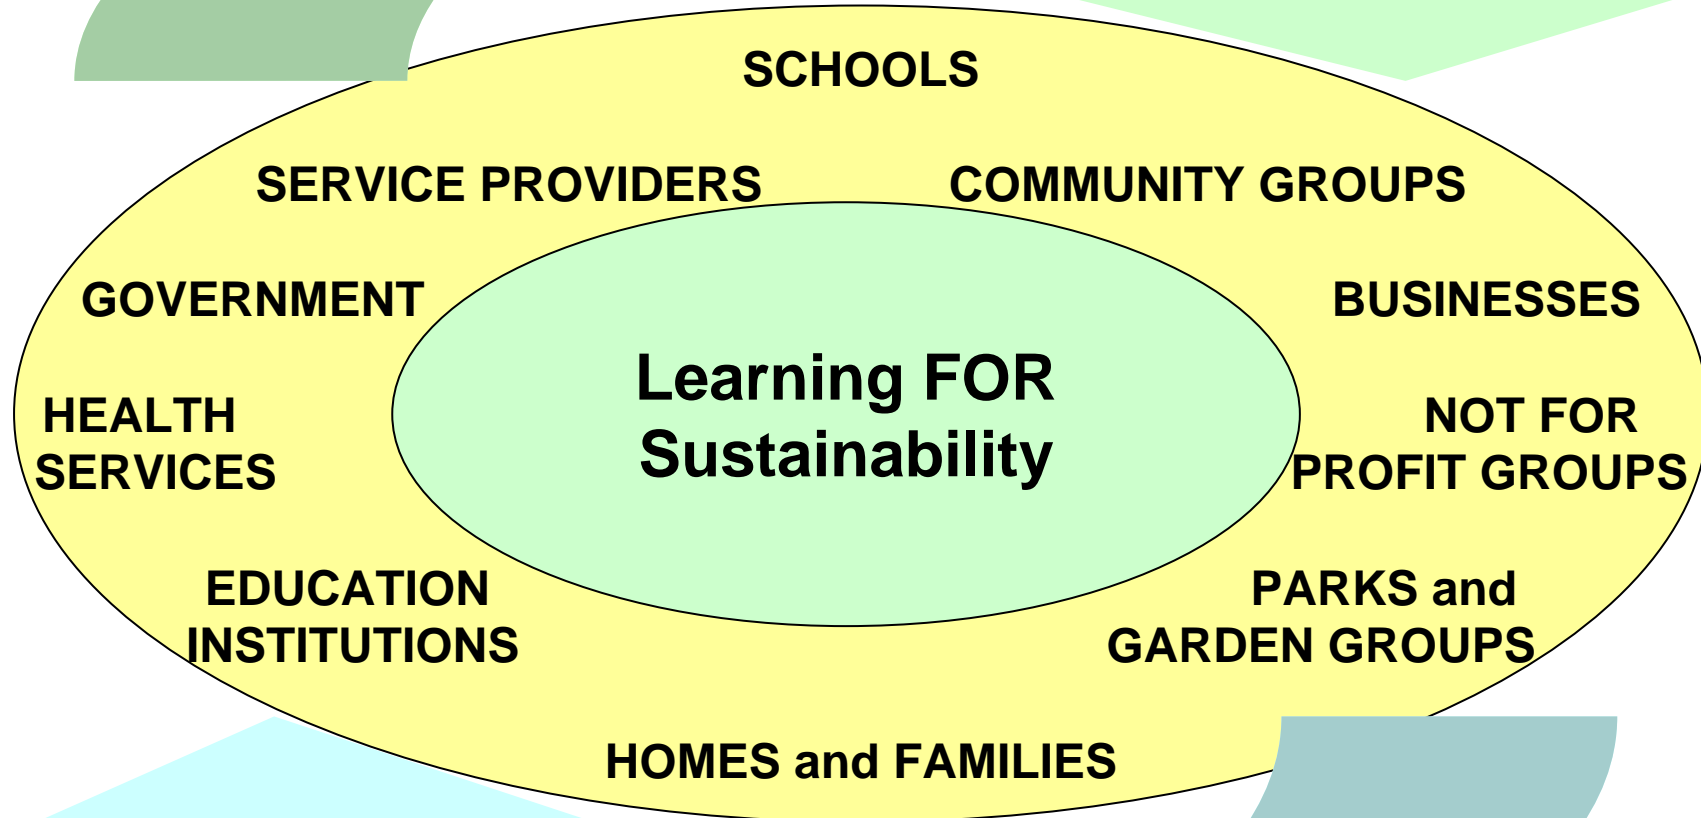 SCHOOLS
SERVICE PROVIDERS
COMMUNITY GROUPS
GOVERNMENT
BUSINESSES
Learning FOR
Sustainability
HEALTH
SERVICES
NOT FOR
PROFIT GROUPS
EDUCATION
INSTITUTIONS
PARKS and
GARDEN GROUPS
HOMES and FAMILIES